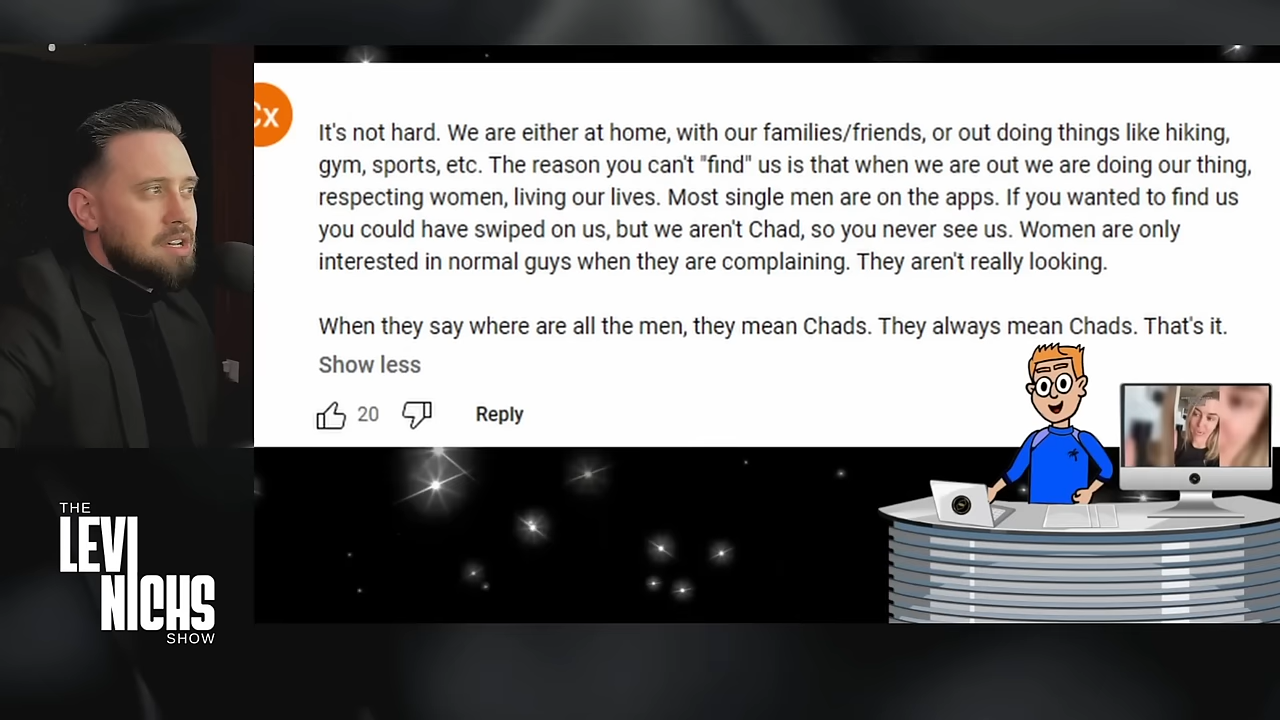 Cx
It's not hard. We are either at home, with our families/friends, or out doing things like hiking,
gym, sports, etc. The reason you can't "find" us is that when we are out we are doing our thing,
respecting women, living our lives. Most single men are on the apps. If you wanted to find us
you could have swiped on us, but we aren't Chad, so you never see us. Women are only
interested in normal guys when they are complaining. They aren't really looking.
When they say where are all the men, they mean Chads. They always mean Chads. That's it.
Show less
20 Reply
THE
LEVI
NICHS
SHOW